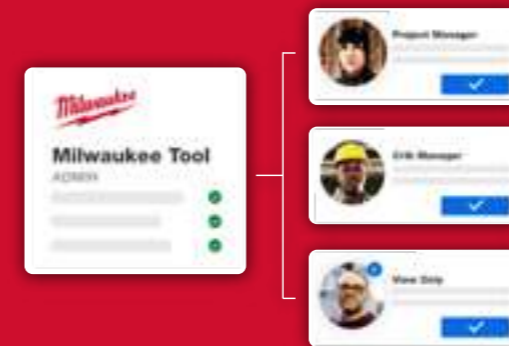 Milwaukee
Milwaukee Tool
ADMIN
Project Manager
Crib Manager
View Only